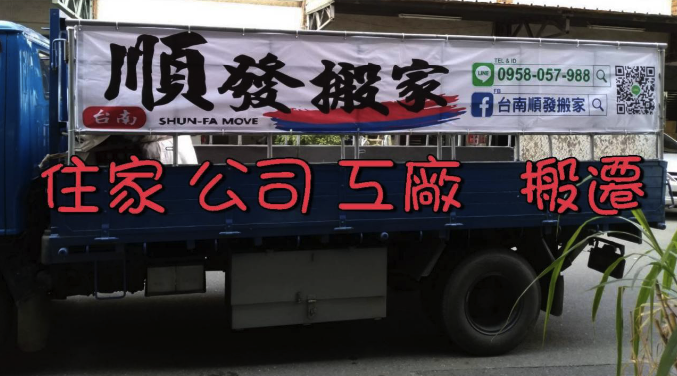 順發搬家
台南
SHUN-FA MOVE
TEL & ID
LINE
0958-057-988
FB
台南順發搬家
住家 公司 工廠 搬遷